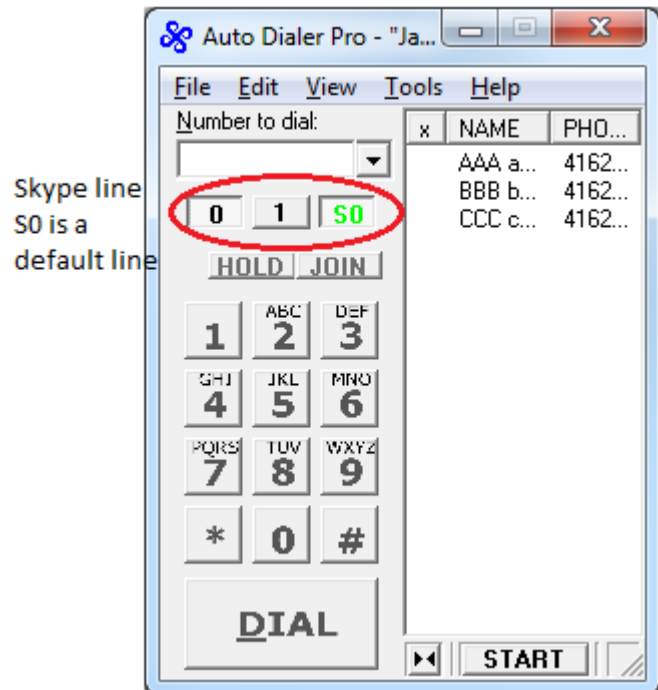 Auto Dialer Pro - "Ja...
File Edit View Tools Help
Number to dial:
x NAME PHO...
AAA a... 4162...
BBB b... 4162...
CCC c... 4162...
Skype line
S0 is a
default line
0 1 S0
HOLD JOIN
1 ABC 2 DEF 3
GHI 4 JKL 5 MNO 6
PQRS 7 TUV 8 WXYZ 9
* 0 #
DIAL
START